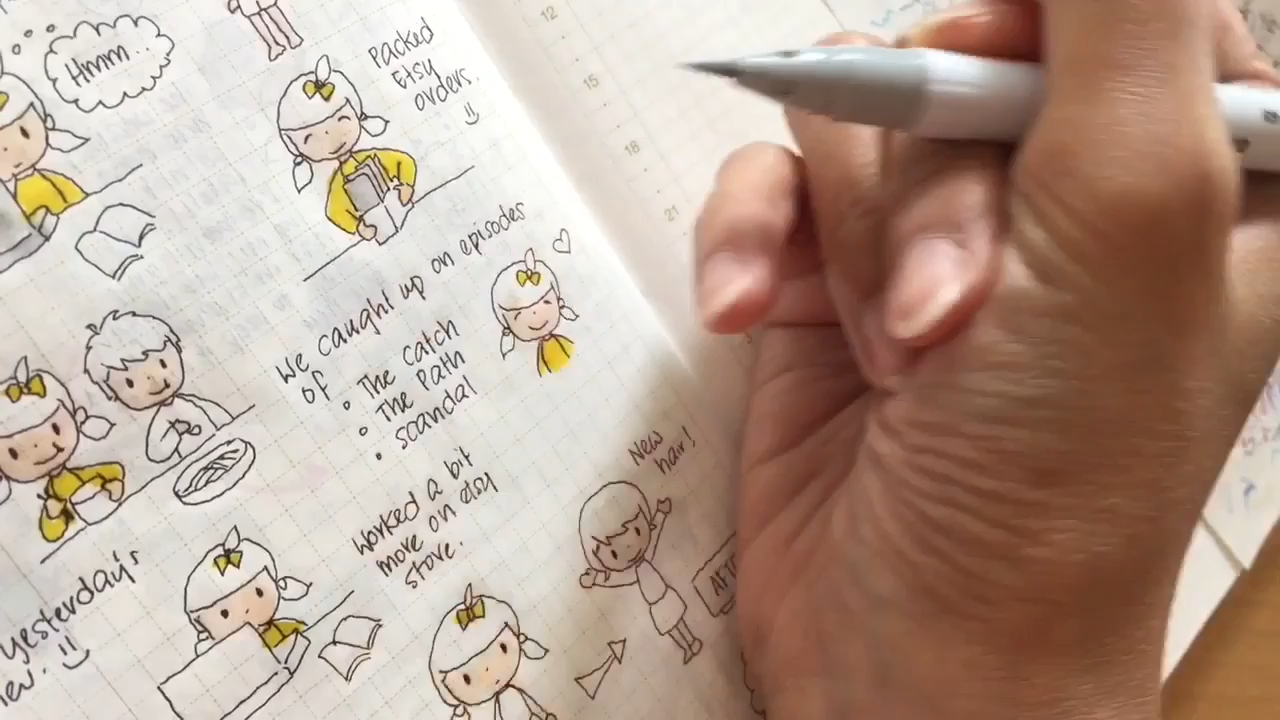 Hmm..
Packed
Etsy
orders.
We caught up on episodes
of
• The catch
• The Path
• scandal
Worked a bit
more on etsy
store.
New
hair!
yesterday's
12
15
18
21